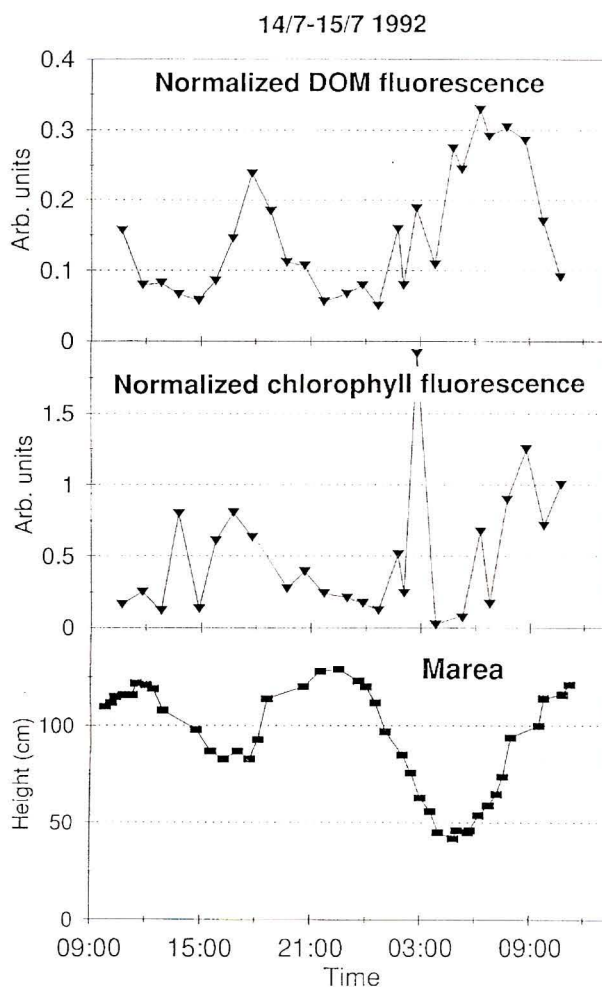 14/7-15/7 1992
Normalized DOM fluorescence
Arb. units
0.4
0.3
0.2
0.1
0
Normalized chlorophyll fluorescence
Arb. units
1.5
1
0.5
0
Marea
Height (cm)
100
50
0
09:00 15:00 21:00 03:00 09:00
Time